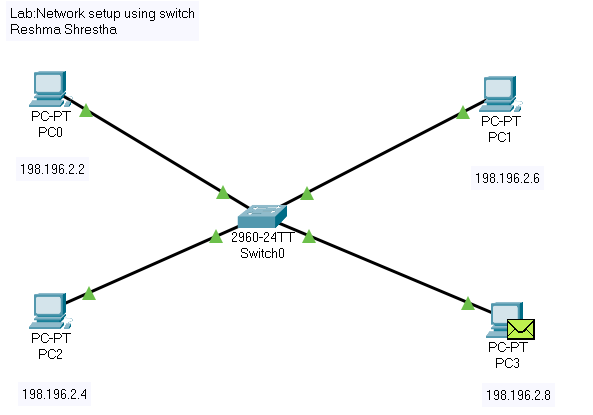 Lab:Network setup using switch
Reshma Shrestha
PC-PT
PC0
198.196.2.2
PC-PT
PC1
198.196.2.6
2960-24TT
Switch0
PC-PT
PC2
198.196.2.4
PC-PT
PC3
198.196.2.8